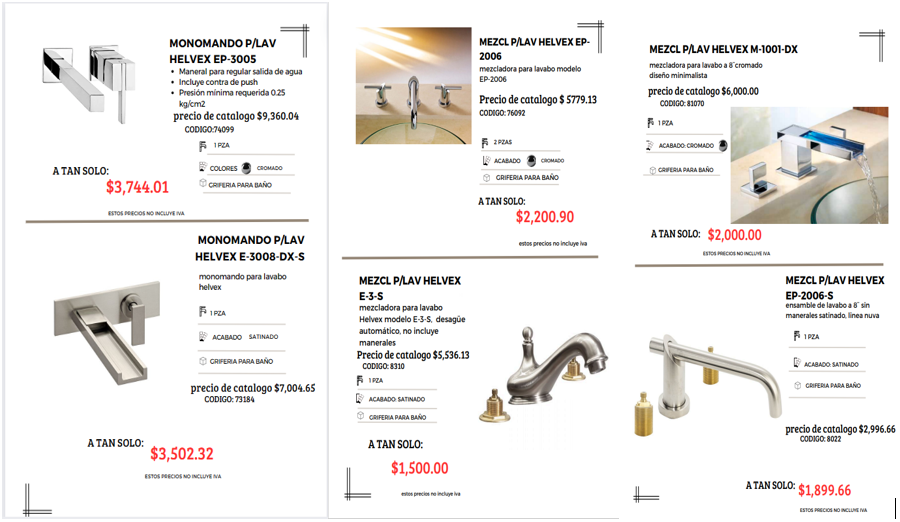 MONOMANDO P/LAV
HELVEX EP-3005
• Maneral para regular salida de agua
• Incluye contra de push
• Presión mínima requerida 0.25
kg/cm2
precio de catalogo $9,360.04
CODIGO:74099
1 PZA
COLORES CROMADO
GRIFERIA PARA BAÑO
A TAN SOLO:
$3,744.01
ESTOS PRECIOS NO INCLUYE IVA
MONOMANDO P/LAV
HELVEX E-3008-DX-S
monomando para lavabo
helvex
1 PZA
ACABADO SATINADO
GRIFERIA PARA BAÑO
precio de catalogo $7,004.65
CODIGO: 73184
A TAN SOLO:
$3,502.32
ESTOS PRECIOS NO INCLUYE IVA
MEZCL P/LAV HELVEX EP-
2006
mezcladora para lavabo modelo
EP-2006
Precio de catalogo $ 5779.13
CODIGO: 76092
2 PZAS
ACABADO CROMADO
GRIFERIA PARA BAÑO
A TAN SOLO:
$2,200.90
estos precios no incluye iva
MEZCL P/LAV HELVEX
E-3-S
mezcladora para lavabo
Helvex modelo E-3-S, desagüe
automático, no incluye
manerales
Precio de catalogo $5,536.13
CODIGO: 8310
1 PZA
ACABADO: SATINADO
GRIFERIA PARA BAÑO
A TAN SOLO:
$1,500.00
estos precios no incluye iva
MEZCL P/LAV HELVEX M-1001-DX
mezcladora para lavabo a 8¨cromado
diseño minimalista
precio de catalogo $6,000.00
CODIGO: 81070
1 PZA
ACABADO: CROMADO
GRIFERIA PARA BAÑO
A TAN SOLO: $2,000.00
ESTOS PRECIOS NO INCLUYE IVA
MEZCL P/LAV HELVEX
EP-2006-S
ensamble de lavabo a 8¨ sin
manerales satinado, linea nuva
1 PZA
ACABADO: SATINADO
GRIFERIA PARA BAÑO
precio de catalogo $2,996.66
CODIGO: 8022
A TAN SOLO: $1,899.66
ESTOS PRECIOS NO INCLUYE IVA